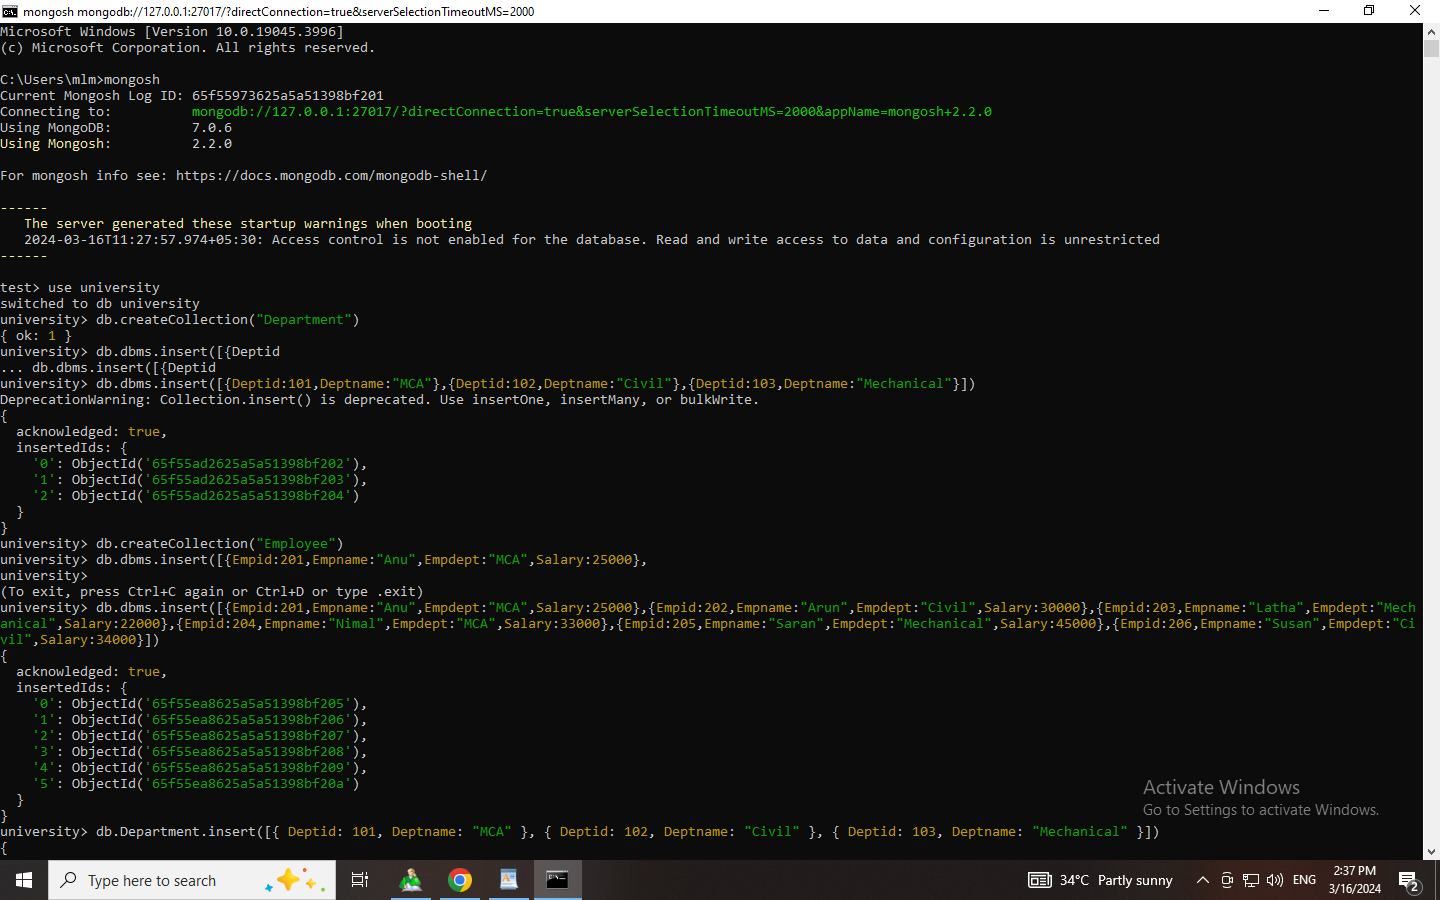 mongosh mongodb://127.0.0.1:27017/?directConnection=true&serverSelectionTimeoutMS=2000
Microsoft Windows [Version 10.0.19045.3996]
(c) Microsoft Corporation. All rights reserved.
C:\Users\mlm>mongosh
Current Mongosh Log ID: 65f55973625a5a51398bf201
Connecting to: mongodb://127.0.0.1:27017/?directConnection=true&serverSelectionTimeoutMS=2000&appName=mongosh+2.2.0
Using MongoDB: 7.0.6
Using Mongosh: 2.2.0
For mongosh info see: https://docs.mongodb.com/mongodb-shell/
------
The server generated these startup warnings when booting
2024-03-16T11:27:57.974+05:30: Access control is not enabled for the database. Read and write access to data and configuration is unrestricted
------
test> use university
switched to db university
university> db.createCollection("Department")
{ ok: 1 }
university> db.dbms.insert([{Deptid
... db.dbms.insert([{Deptid
university> db.dbms.insert([{Deptid:101,Deptname:"MCA"},{Deptid:102,Deptname:"Civil"},{Deptid:103,Deptname:"Mechanical"}])
DeprecationWarning: Collection.insert() is deprecated. Use insertOne, insertMany, or bulkWrite.
{
acknowledged: true,
insertedIds: {
'0': ObjectId('65f55ad2625a5a51398bf202'),
'1': ObjectId('65f55ad2625a5a51398bf203'),
'2': ObjectId('65f55ad2625a5a51398bf204')
}
}
university> db.createCollection("Employee")
university> db.dbms.insert([{Empid:201,Empname:"Anu",Empdept:"MCA",Salary:25000},
university>
(To exit, press Ctrl+C again or Ctrl+D or type .exit)
university> db.dbms.insert([{Empid:201,Empname:"Anu",Empdept:"MCA",Salary:25000},{Empid:202,Empname:"Arun",Empdept:"Civil",Salary:30000},{Empid:203,Empname:"Latha",Empdept:"Mech
anical",Salary:22000},{Empid:204,Empname:"Nimal",Empdept:"MCA",Salary:33000},{Empid:205,Empname:"Saran",Empdept:"Mechanical",Salary:45000},{Empid:206,Empname:"Susan",Empdept:"Ci
vil",Salary:34000}])
{
acknowledged: true,
insertedIds: {
'0': ObjectId('65f55ea8625a5a51398bf205'),
'1': ObjectId('65f55ea8625a5a51398bf206'),
'2': ObjectId('65f55ea8625a5a51398bf207'),
'3': ObjectId('65f55ea8625a5a51398bf208'),
'4': ObjectId('65f55ea8625a5a51398bf209'),
'5': ObjectId('65f55ea8625a5a51398bf20a')
}
}
university> db.Department.insert([{ Deptid: 101, Deptname: "MCA" }, { Deptid: 102, Deptname: "Civil" }, { Deptid: 103, Deptname: "Mechanical" }])
{
Activate Windows
Go to Settings to activate Windows.
Type here to search
34°C Partly sunny
ENG
2:37 PM
3/16/2024
2